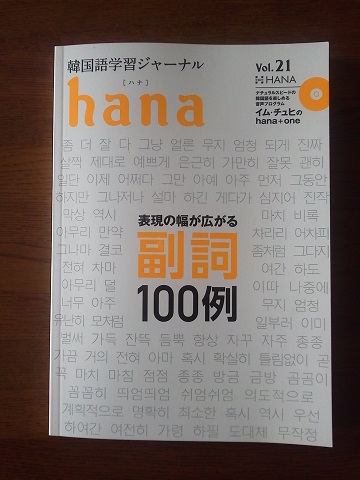 韓国語学習ジャーナル
[ハナ]
hana
Vol.21
HANA
ナチュラルスピードの
韓国語を楽しめる
音声プログラム
イム・チュヒの
hana+one
좀 더 잘 다 그냥 얼른 무지 엄청 되게 진짜
살짝 제대로 예쁘게 은근히 가만히 잘못 괜히
일단 이제 어쩌다 그만 아예 아주 먼저 그동안
하지만 그나저나 설마 하긴 게다가 심지어 진작
막상 역시 마치 비록
아무리 만약 차라리 어차피
그나마 결코 좀처럼 그다지
전혀 차마 여간 하도
아무리 덜 이따 나중에
너무 아주 무지 엄청
유난히 모처럼 일부러 이미
표現の幅が広がる
副詞
100例
벌써 가득 잔뜩 듬뿍 항상 자꾸 자주 종종
가끔 거의 전혀 아마 혹시 확실히 틀림없이 곧
꼭 마치 마침 점점 종종 방금 금방 곰곰이
꼼꼼히 띄엄띄엄 쉬엄쉬엄 의도적으로
계획적으로 명확히 최소한 혹시 역시 우선
하여간 여전히 가령 하필 도대체 무작정